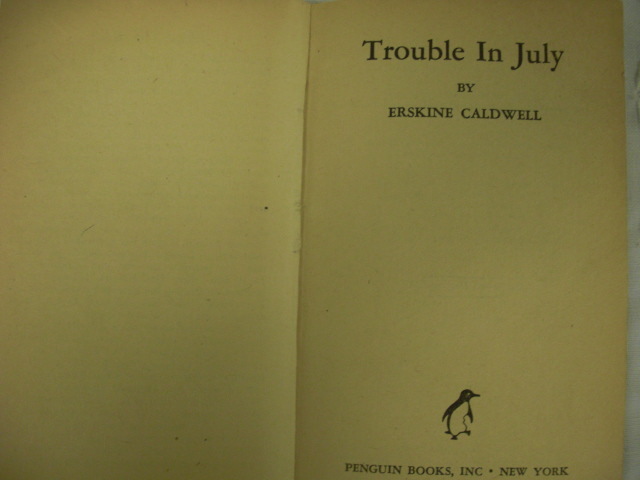 Trouble In July
BY
ERSKINE CALDWELL
PENGUIN BOOKS, INC • NEW YORK